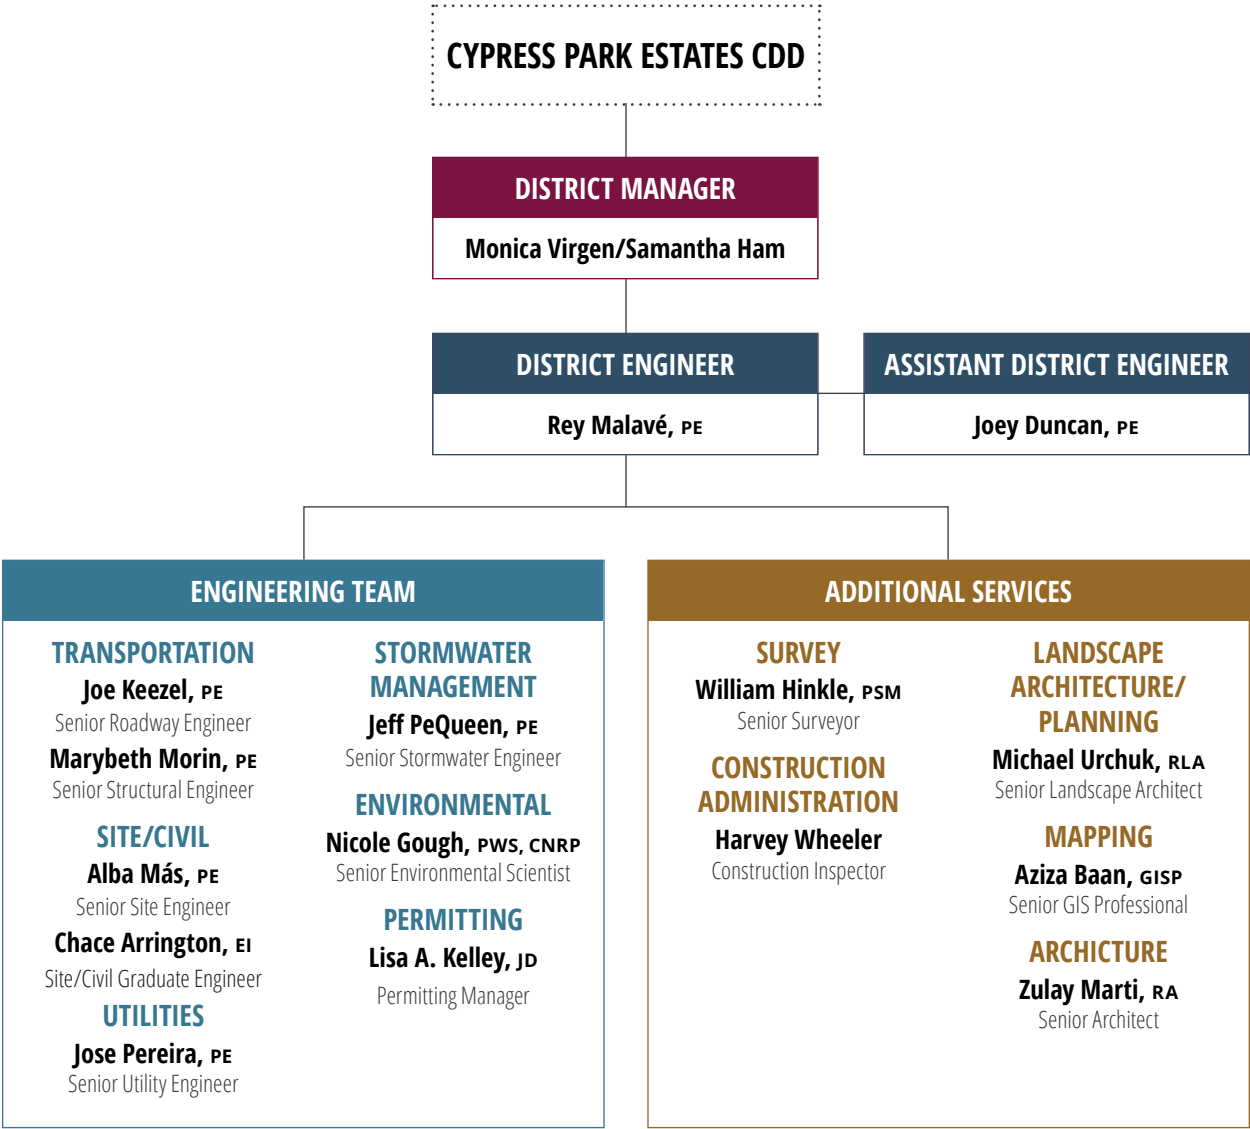 CYPRESS PARK ESTATES CDD
DISTRICT MANAGER
Monica Virgen/Samantha Ham
DISTRICT ENGINEER
Rey Malavé, PE
ASSISTANT DISTRICT ENGINEER
Joey Duncan, PE
ENGINEERING TEAM
TRANSPORTATION
Joe Keezel, PE
Senior Roadway Engineer
Marybeth Morin, PE
Senior Structural Engineer
SITE/CIVIL
Alba Más, PE
Senior Site Engineer
Chace Arrington, EI
Site/Civil Graduate Engineer
UTILITIES
Jose Pereira, PE
Senior Utility Engineer
STORMWATER
MANAGEMENT
Jeff PeQueen, PE
Senior Stormwater Engineer
ENVIRONMENTAL
Nicole Gough, PWS, CNRP
Senior Environmental Scientist
PERMITTING
Lisa A. Kelley, JD
Permitting Manager
ADDITIONAL SERVICES
SURVEY
William Hinkle, PSM
Senior Surveyor
CONSTRUCTION
ADMINISTRATION
Harvey Wheeler
Construction Inspector
LANDSCAPE
ARCHITECTURE/
PLANNING
Michael Urchuk, RLA
Senior Landscape Architect
MAPPING
Aziza Baan, GISP
Senior GIS Professional
ARCHICTURE
Zulay Marti, RA
Senior Architect